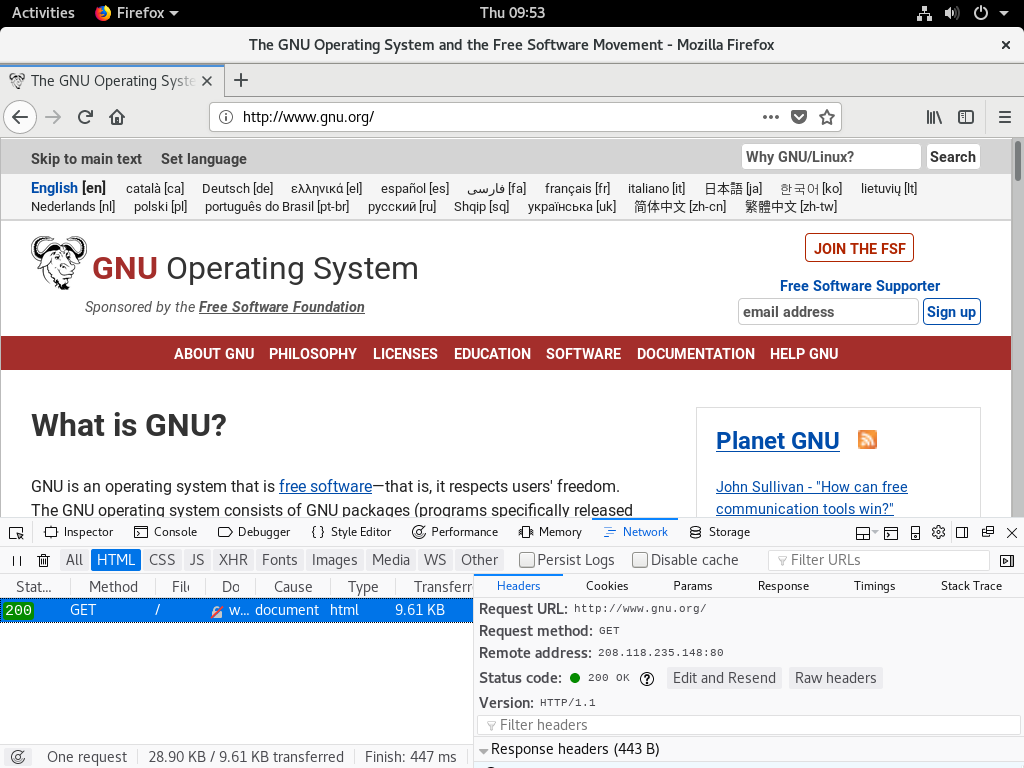 Activities Firefox Thu 09:53
The GNU Operating System and the Free Software Movement - Mozilla Firefox
The GNU Operating Syste
http://www.gnu.org/
Skip to main text Set language Why GNU/Linux? Search
English [en] català [ca] Deutsch [de] ελληνικά [el] español [es] فارسی [fa] français [fr] italiano [it] 日本語 [ja] 한국어 [ko] lietuvių [lt]
Nederlands [nl] polski [pl] português do Brasil [pt-br] русский [ru] Shqip [sq] українська [uk] 简体中文 [zh-cn] 繁體中文 [zh-tw]
GNU Operating System
Sponsored by the Free Software Foundation
JOIN THE FSF
Free Software Supporter
email address Sign up
ABOUT GNU PHILOSOPHY LICENSES EDUCATION SOFTWARE DOCUMENTATION HELP GNU
What is GNU?
GNU is an operating system that is free software—that is, it respects users' freedom.
The GNU operating system consists of GNU packages (programs specifically released
Planet GNU
John Sullivan - "How can free
communication tools win?"
Inspector Console Debugger {} Style Editor Performance Memory Network Storage
All HTML CSS JS XHR Fonts Images Media WS Other Persist Logs Disable cache Filter URLs
Stat... Method File Do Cause Type Transferr
200 GET / w... document html 9.61 KB
Headers Cookies Params Response Timings Stack Trace
Request URL: http://www.gnu.org/
Request method: GET
Remote address: 208.118.235.148:80
Status code: 200 OK Edit and Resend Raw headers
Version: HTTP/1.1
Filter headers
Response headers (443 B)
One request 28.90 KB / 9.61 KB transferred Finish: 447 ms